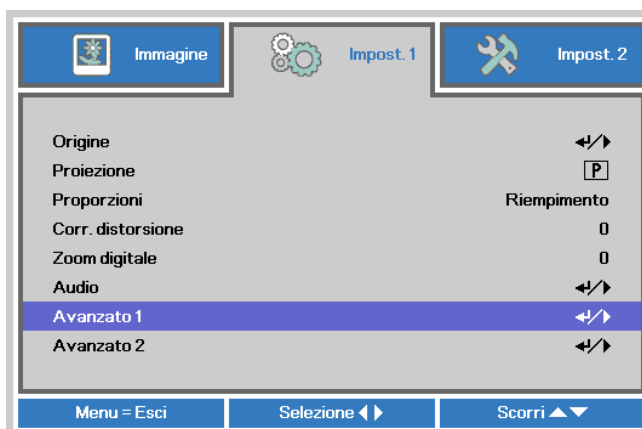 Immagine
Impost. 1
Impost. 2
Origine ↵/▶
Proiezione P
Proporzioni Riempimento
Corr. distorsione 0
Zoom digitale 0
Audio ↵/▶
Avanzato 1 ↵/▶
Avanzato 2 ↵/▶
Menu = Esci
Selezione ◀▶
Scorri ▲▼